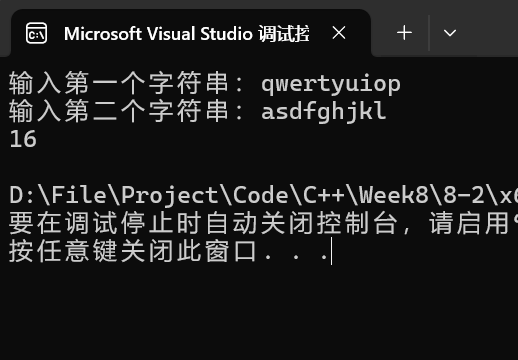 Microsoft Visual Studio 调试控
输入第一个字符串：qwertyuiop
输入第二个字符串：asdfghjkl
16
D:\File\Project\Code\C++\Week8\8-2\x6
要在调试停止时自动关闭控制台，请启用
按任意键关闭此窗口. . .